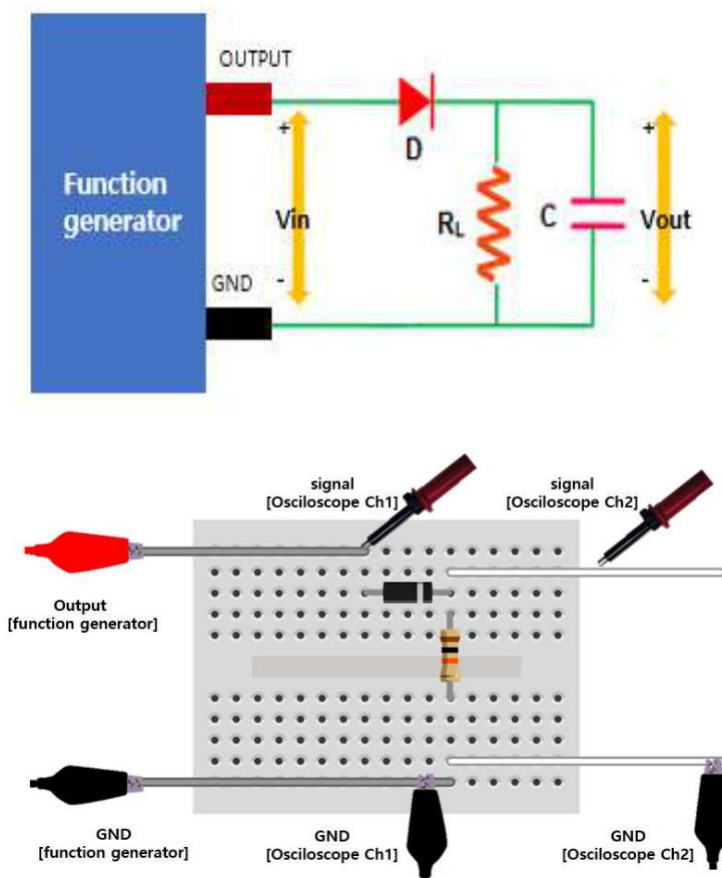 OUTPUT
+
+
D
Function
generator
Vin
RL
C
Vout
GND
-
-
signal
[Osciloscope Ch1]
signal
[Osciloscope Ch2]
Output
[function generator]
GND
[function generator]
GND
[Osciloscope Ch1]
GND
[Osciloscope Ch2]